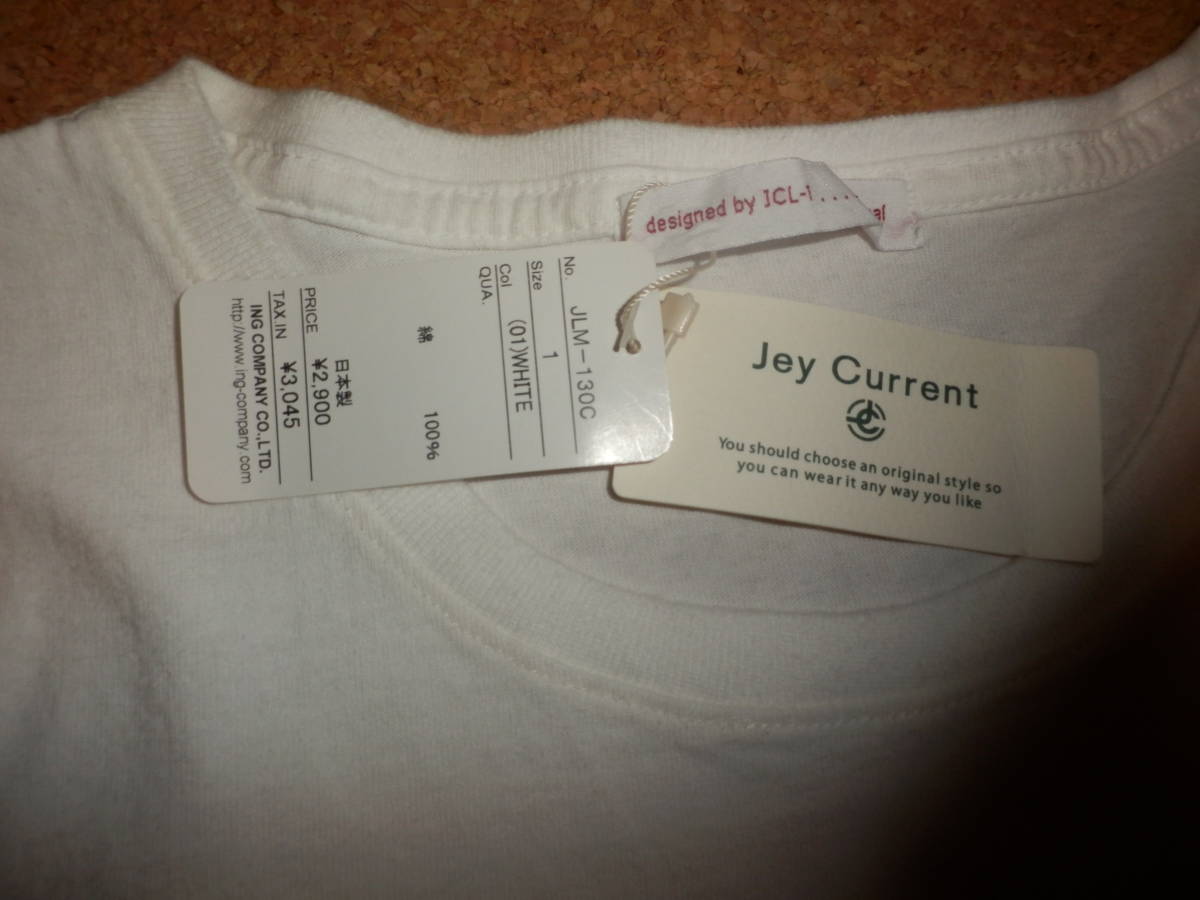 designed by JCL-
No. JLM-130C
Size 1
Col (01)WHITE
QUA.
綿 100%
日本製
PRICE ¥2,900
TAX.IN ¥3,045
ING COMPANY CO.,LTD.
http://www.ing-company.com
Jey Current
JC
You should choose an original style so
you can wear it any way you like